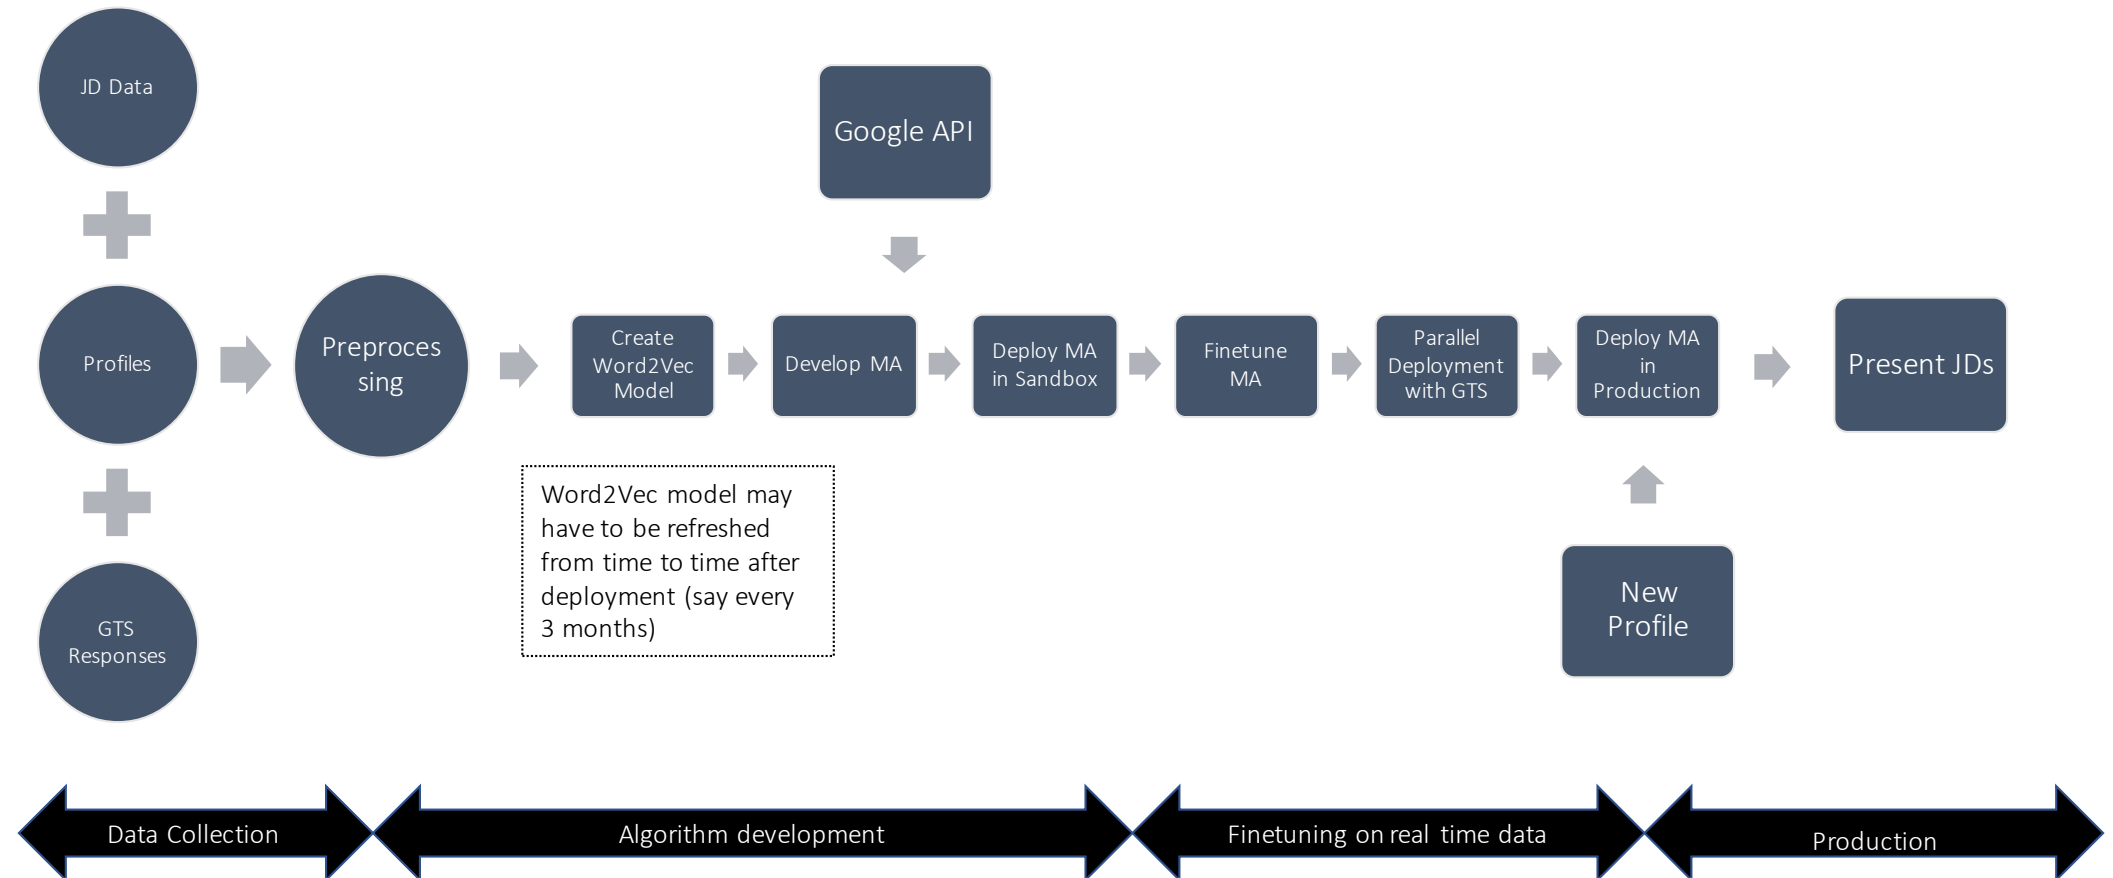 JD Data
Profiles
GTS
Responses
Preproces
sing
Google API
Create
Word2Vec
Model
Develop MA
Deploy MA
in Sandbox
Finetune
MA
Parallel
Deployment
with GTS
Deploy MA
in
Production
Present JDs
Word2Vec model may
have to be refreshed
from time to time after
deployment (say every
3 months)
New
Profile
Data Collection
Algorithm development
Finetuning on real time data
Production